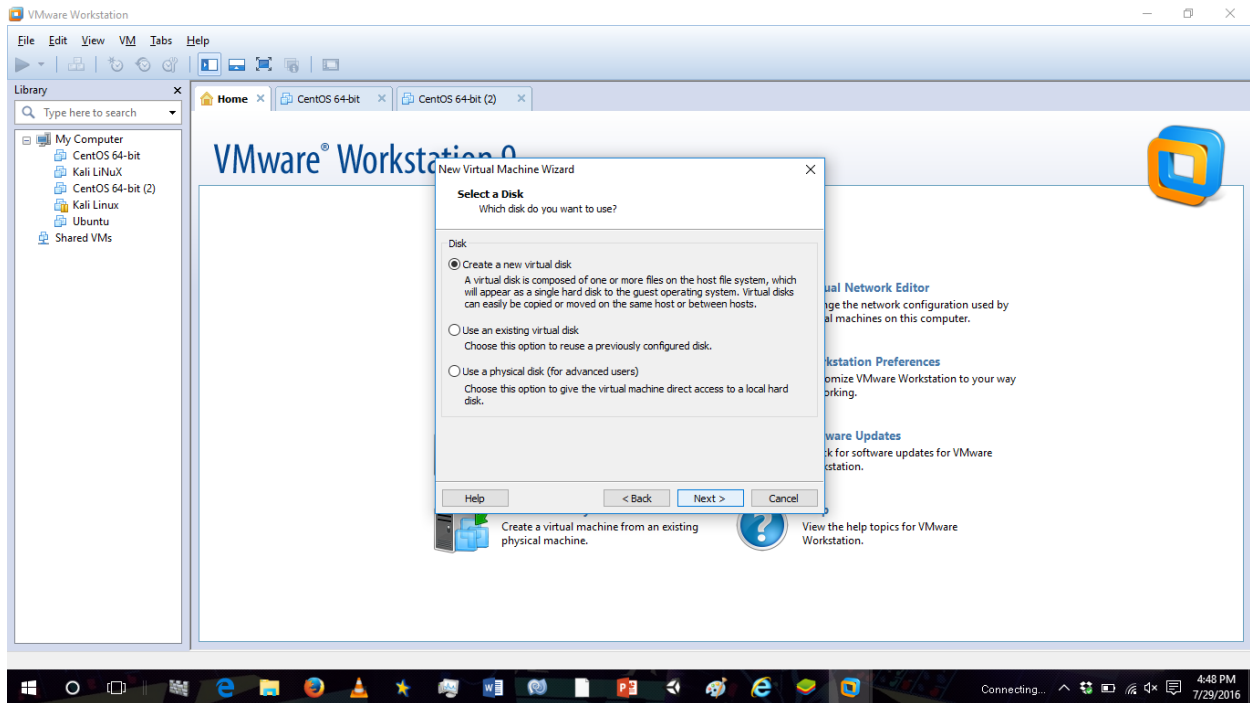 VMware Workstation
File Edit View VM Tabs Help
Library
Type here to search
My Computer
CentOS 64-bit
Kali LiNuX
CentOS 64-bit (2)
Kali Linux
Ubuntu
Shared VMs
Home
CentOS 64-bit
CentOS 64-bit (2)
VMware® Workstation 9
New Virtual Machine Wizard
Select a Disk
Which disk do you want to use?
Disk
Create a new virtual disk
A virtual disk is composed of one or more files on the host file system, which
will appear as a single hard disk to the guest operating system. Virtual disks
can easily be copied or moved on the same host or between hosts.
Use an existing virtual disk
Choose this option to reuse a previously configured disk.
Use a physical disk (for advanced users)
Choose this option to give the virtual machine direct access to a local hard
disk.
Help
< Back
Next >
Cancel
ual Network Editor
nge the network configuration used by
al machines on this computer.
kstation Preferences
omize VMware Workstation to your way
orking.
ware Updates
ck for software updates for VMware
kstation.
Create a virtual machine from an existing
physical machine.
View the help topics for VMware
Workstation.
Connecting...
4:48 PM
7/29/2016